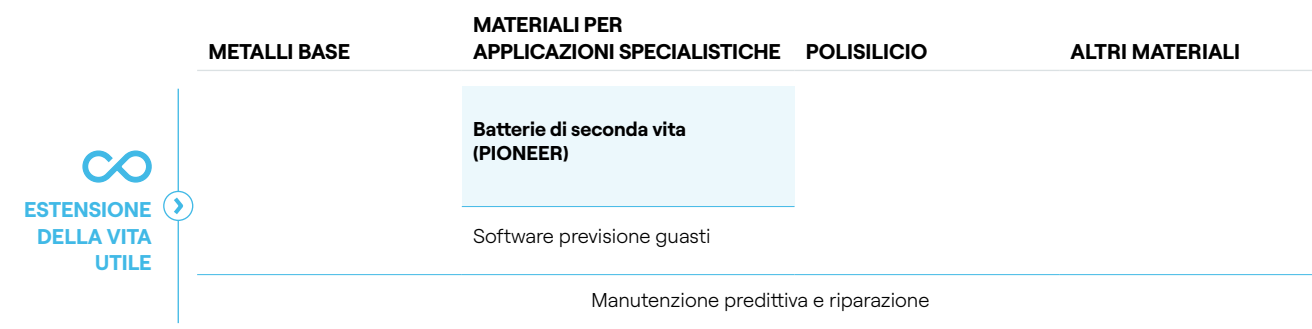 METALLI BASE
MATERIALI PER
APPLICAZIONI SPECIALISTICHE
POLISILICIO
ALTRI MATERIALI
ESTENSIONE
DELLA VITA
UTILE
Batterie di seconda vita
(PIONEER)
Software previsione guasti
Manutenzione predittiva e riparazione